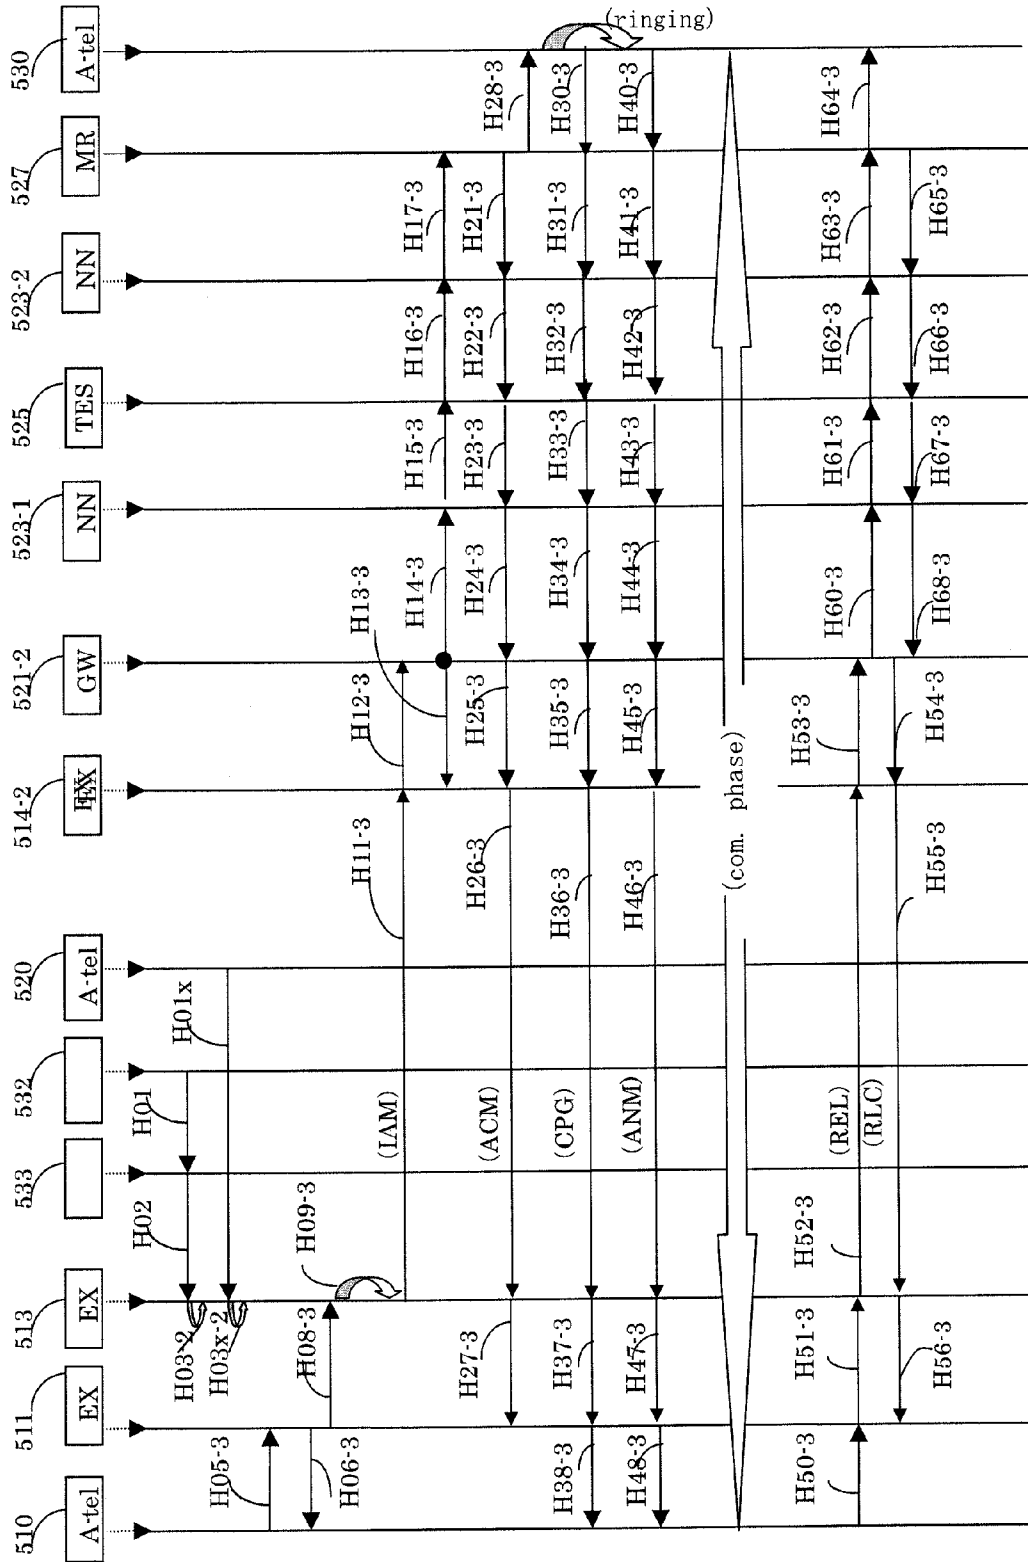 510 511 513 533 532 520 514-2 521-2 523-1 525 523-2 527 530
A-tel EX EX A-tel EX GW NN TES NN MR A-tel
H02 H01
H03-2
H01x
H03x-2
H05-3
H06-3
H08-3
H09-3
(IAM) H11-3 H12-3
H13-3 H14-3 H15-3 H16-3 H17-3
H27-3 (ACM) H26-3 H25-3 H24-3 H23-3 H22-3 H21-3
H28-3
(ringing)
H38-3 H37-3 (CPG) H36-3 H35-3 H34-3 H33-3 H32-3 H31-3 H30-3
H48-3 H47-3 (ANM) H46-3 H45-3 H44-3 H43-3 H42-3 H41-3 H40-3
(com. phase)
H50-3 H51-3 H52-3 (REL) H53-3 H60-3 H61-3 H62-3 H63-3 H64-3
(RLC)
H56-3 H55-3 H54-3 H68-3 H67-3 H66-3 H65-3